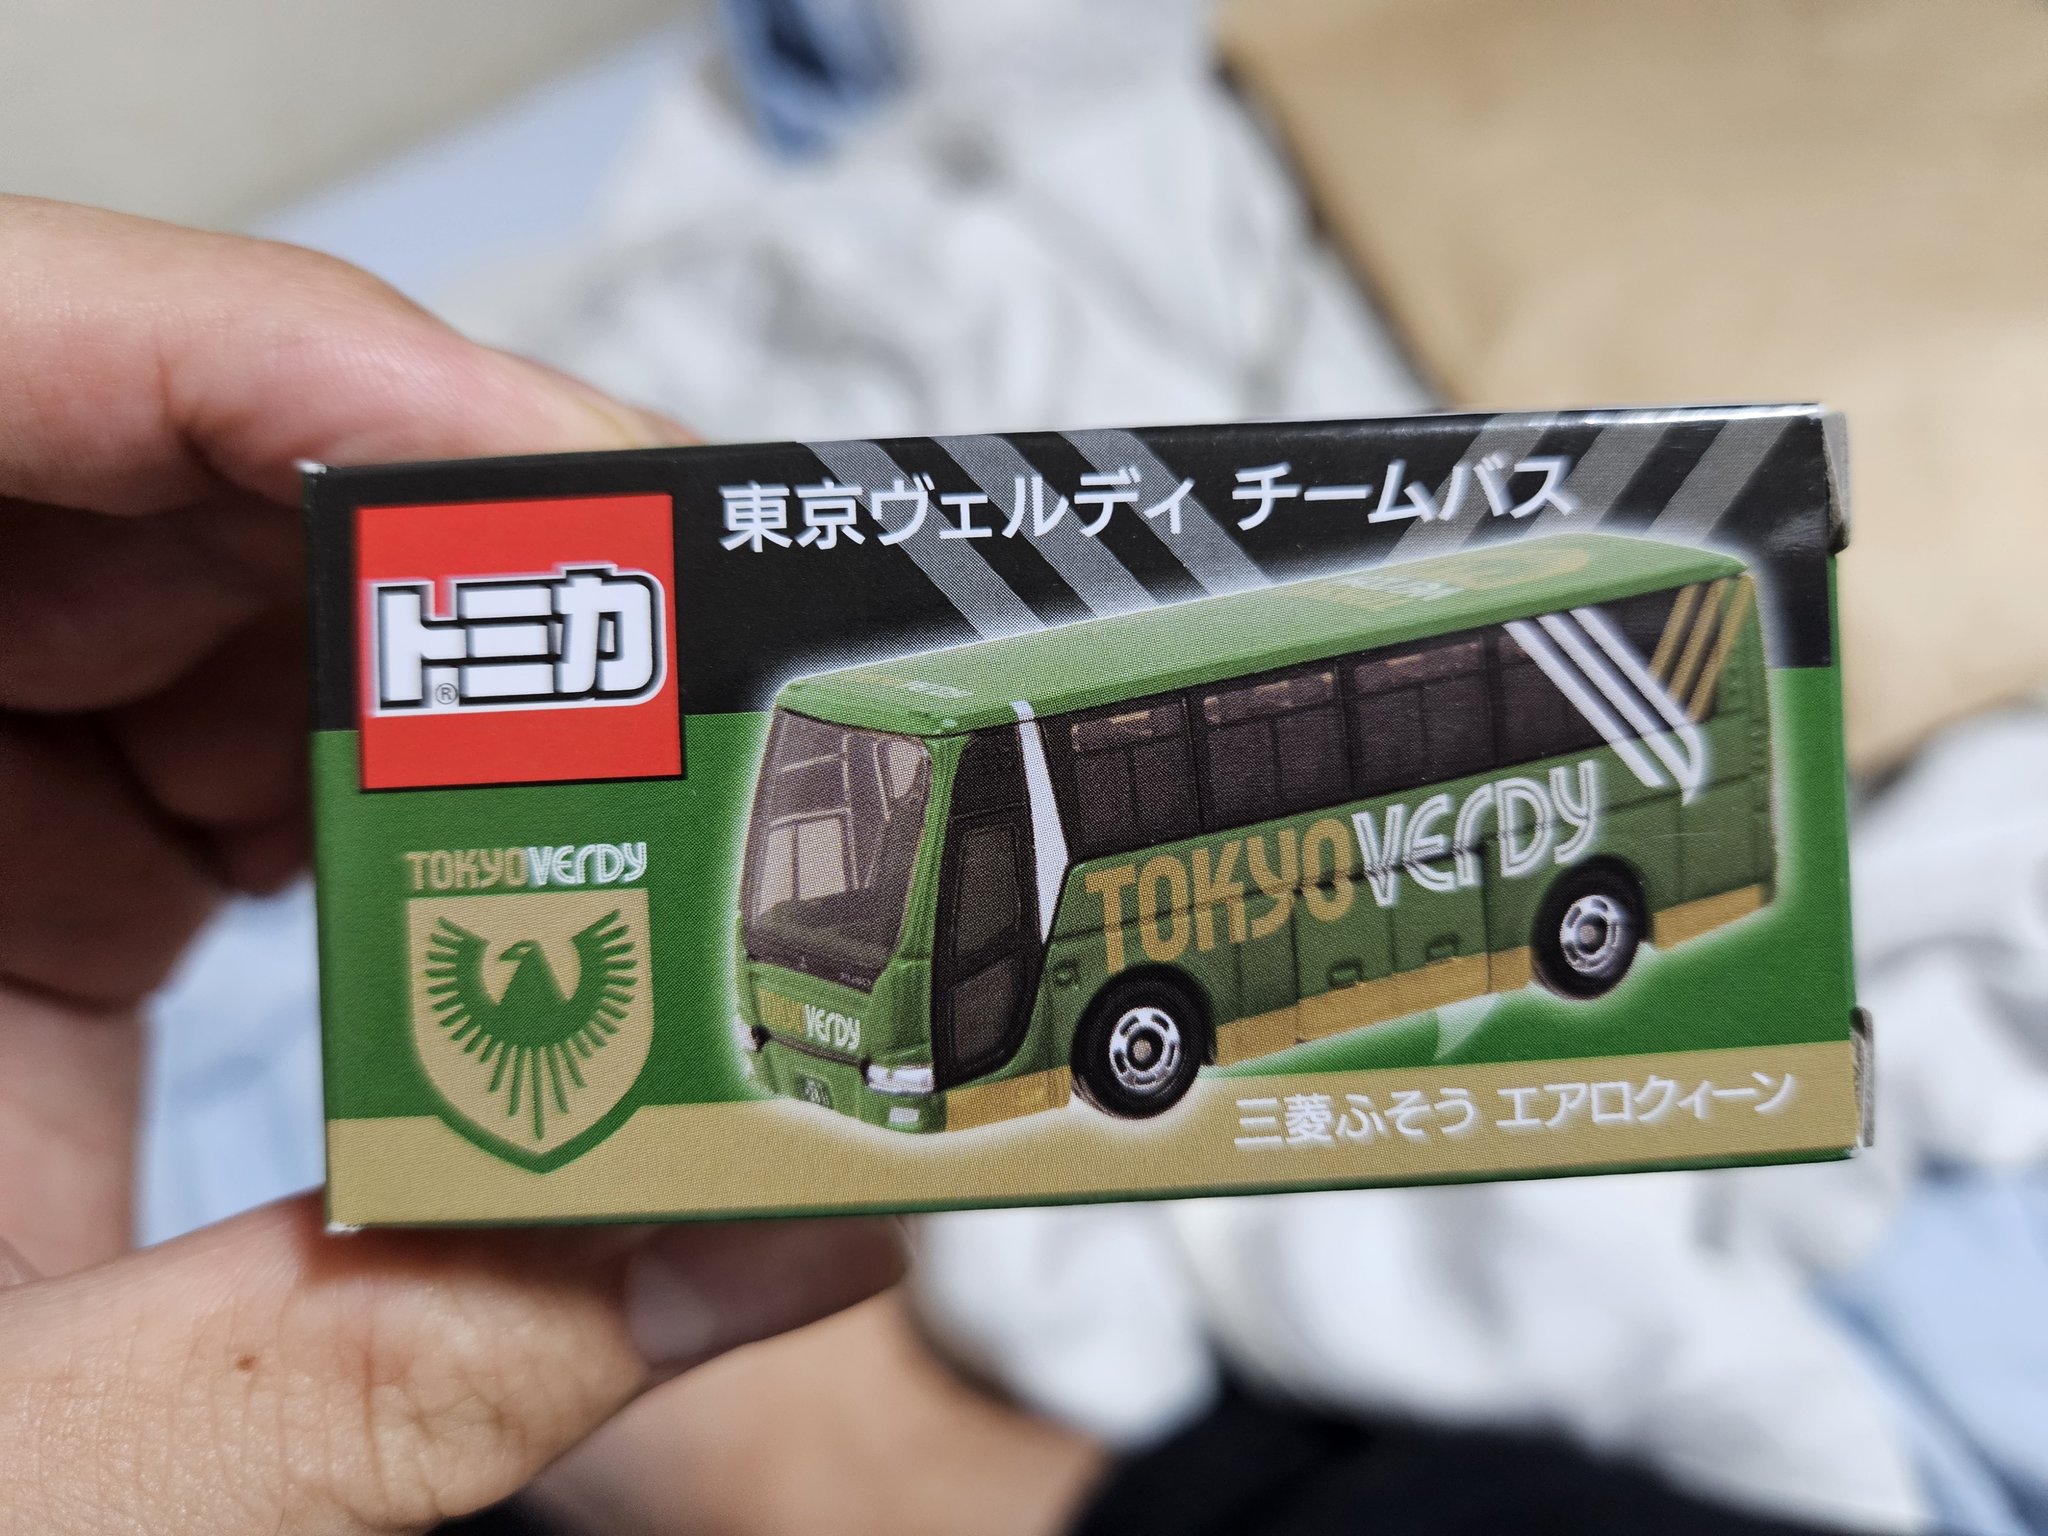 東京ヴェルディ チームバス
トミカ
®
TOKYO VERDY
TOKYO VERDY
VERDY
三菱ふそう エアロクィーン